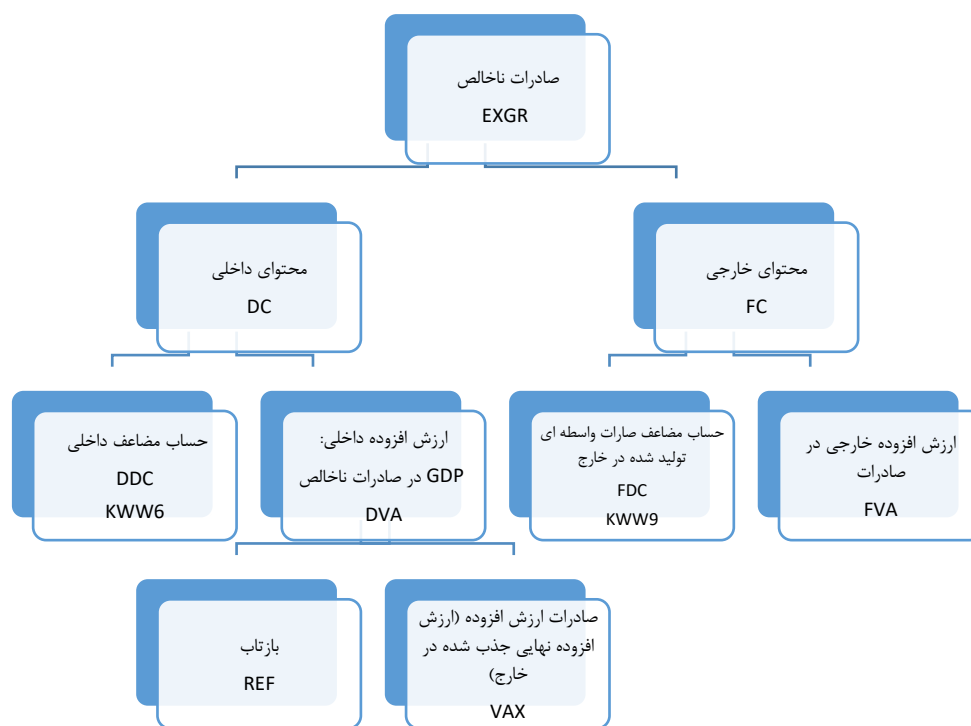 صادرات ناخالص
EXGR
محتوای داخلی
DC
محتوای خارجی
FC
حساب مضاعف داخلی
DDC
KWW6
ارزش افزوده داخلی:
GDP در صادرات ناخالص
DVA
حساب مضاعف صارات واسطه ای
تولید شده در خارج
FDC
KWW9
ارزش افزوده خارجی در
صادرات
FVA
بازتاب
REF
صادرات ارزش افزوده (ارزش
افزوده نهایی جذب شده در
خارج)
VAX